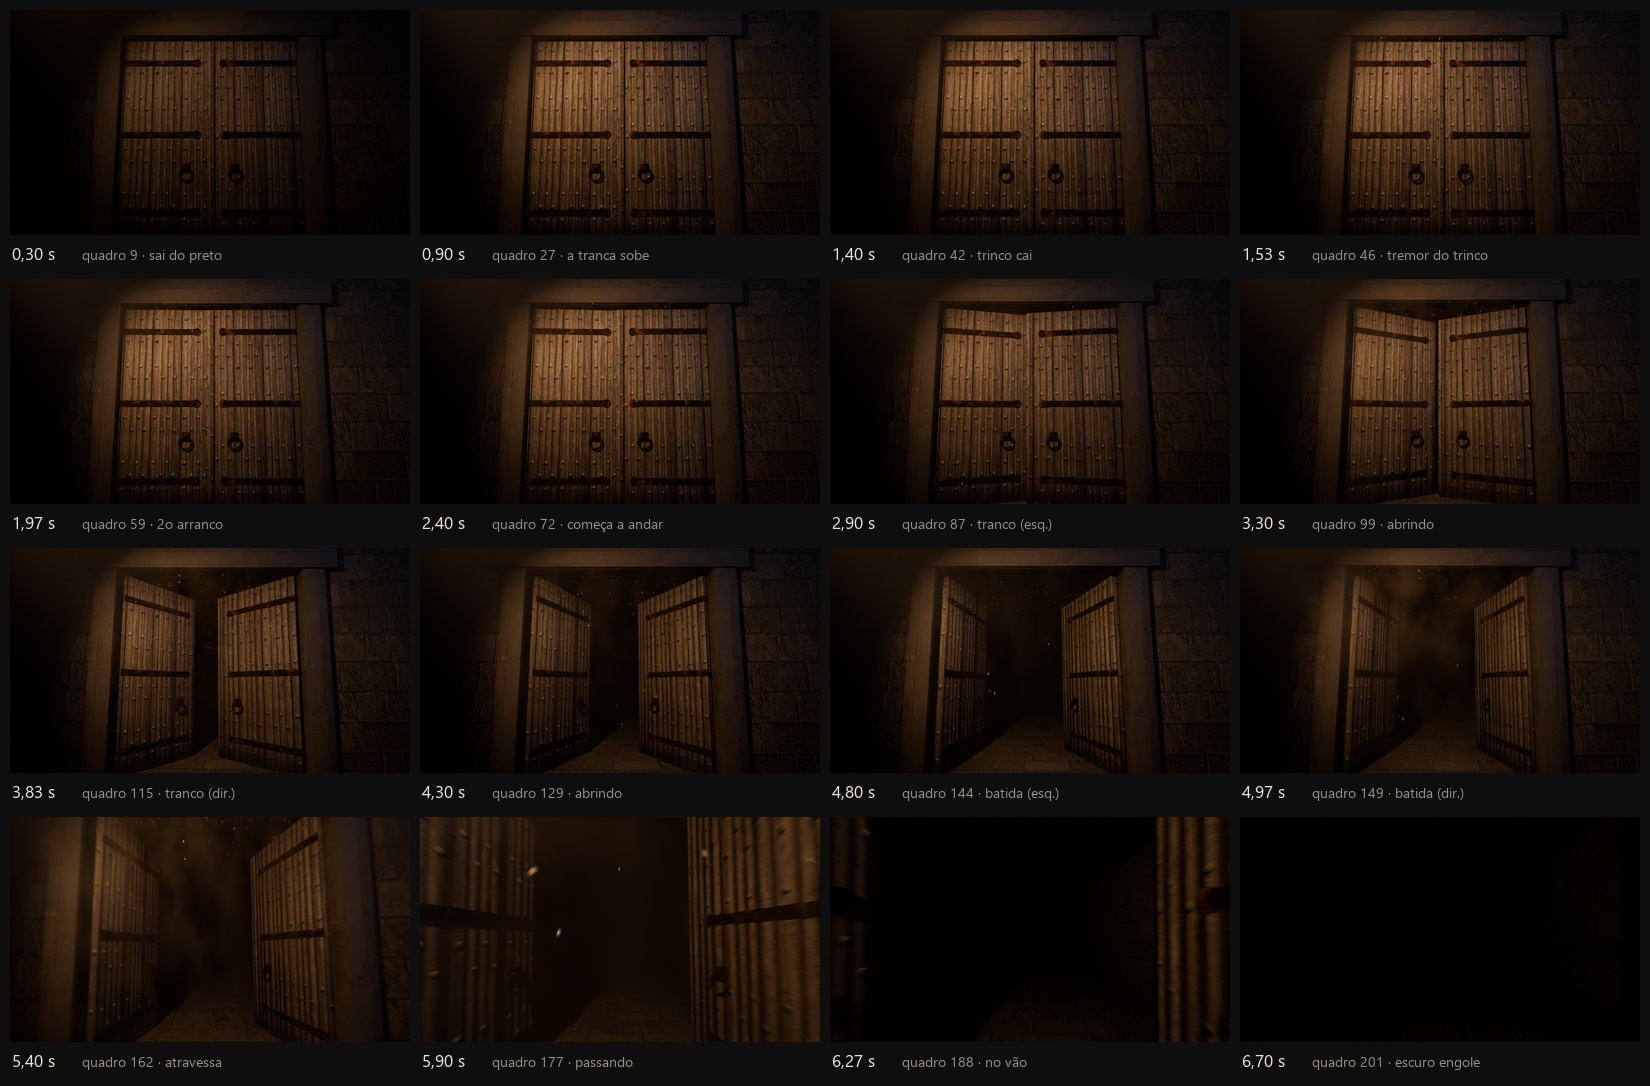 0,30 s quadro 9 · sai do preto
0,90 s quadro 27 · a tranca sobe
1,40 s quadro 42 · trinco cai
1,53 s quadro 46 · tremor do trinco
1,97 s quadro 59 · 2o arranco
2,40 s quadro 72 · começa a andar
2,90 s quadro 87 · tranco (esq.)
3,30 s quadro 99 · abrindo
3,83 s quadro 115 · tranco (dir.)
4,30 s quadro 129 · abrindo
4,80 s quadro 144 · batida (esq.)
4,97 s quadro 149 · batida (dir.)
5,40 s quadro 162 · atravessa
5,90 s quadro 177 · passando
6,27 s quadro 188 · no vão
6,70 s quadro 201 · escuro engole